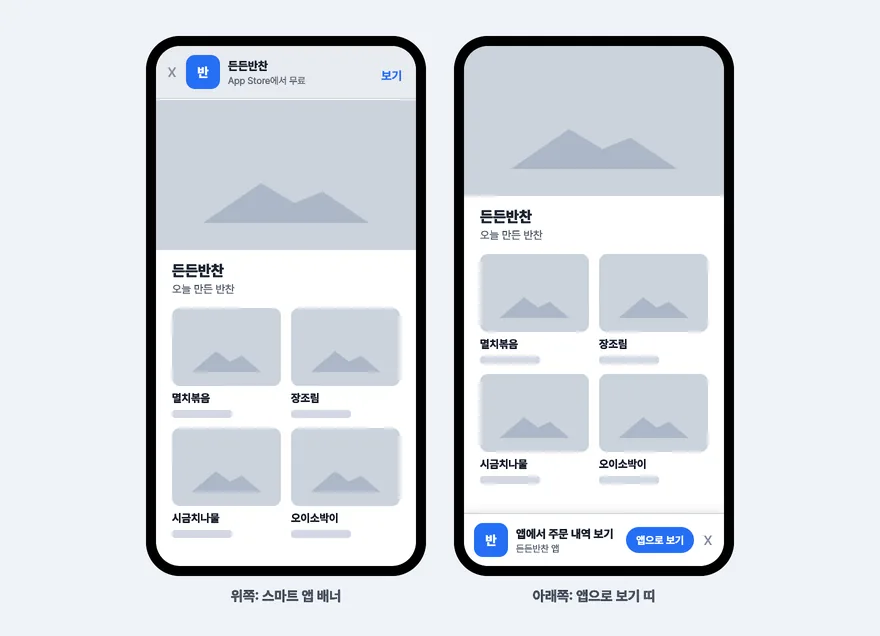 X
반
든든반찬
App Store에서 무료
보기
든든반찬
오늘 만든 반찬
멸치볶음
장조림
시금치나물
오이소박이
위쪽: 스마트 앱 배너
든든반찬
오늘 만든 반찬
멸치볶음
장조림
시금치나물
오이소박이
반
앱에서 주문 내역 보기
든든반찬 앱
앱으로 보기
X
아래쪽: 앱으로 보기 띠